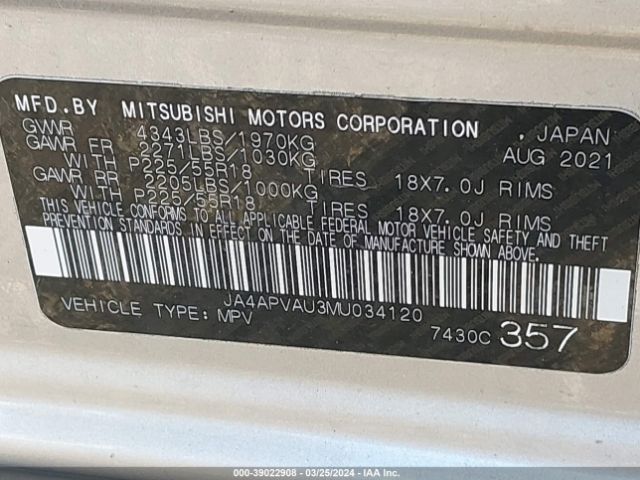 MFD.BY MITSUBISHI MOTORS CORPORATION . JAPAN
GVWR 4343LBS/1970KG AUG 2021
GAWR FR 2271LBS/1030KG
WITH P225/55R18 TIRES 18X7.0J RIMS
GAWR RR 2205LBS/1000KG
WITH P225/55R18 TIRES 18X7.0J RIMS
THIS VEHICLE CONFORMS TO ALL APPLICABLE FEDERAL MOTOR VEHICLE SAFETY AND THEFT
PREVENTION STANDARDS IN EFFECT ON THE DATE OF MANUFACTURE SHOWN ABOVE.
JA4APVAU3MU034120
VEHICLE TYPE: MPV 7430C 357
000-39022908 — 03/25/2024 — IAA Inc.